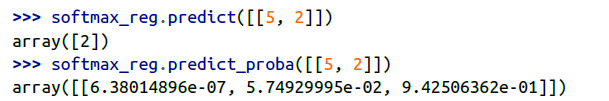 >>> softmax_reg.predict([[5, 2]])
array([2])
>>> softmax_reg.predict_proba([[5, 2]])
array([[6.38014896e-07, 5.74929995e-02, 9.42506362e-01]])